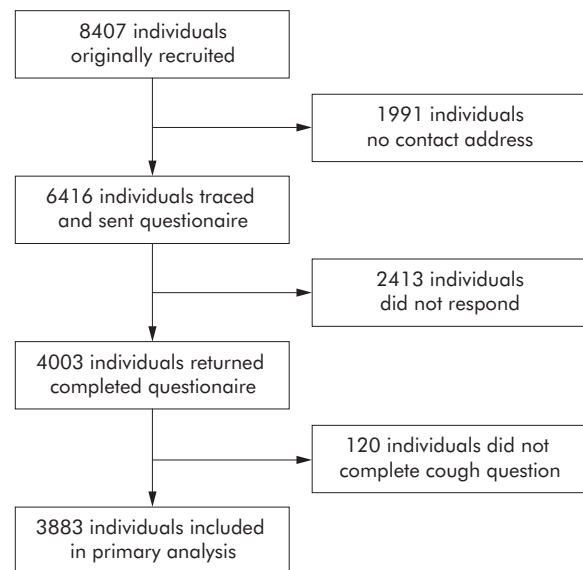 8407 individuals
originally recruited
1991 individuals
no contact address
6416 individuals traced
and sent questionaire
2413 individuals
did not respond
4003 individuals returned
completed questionaire
120 individuals did not
complete cough question
3883 individuals included
in primary analysis